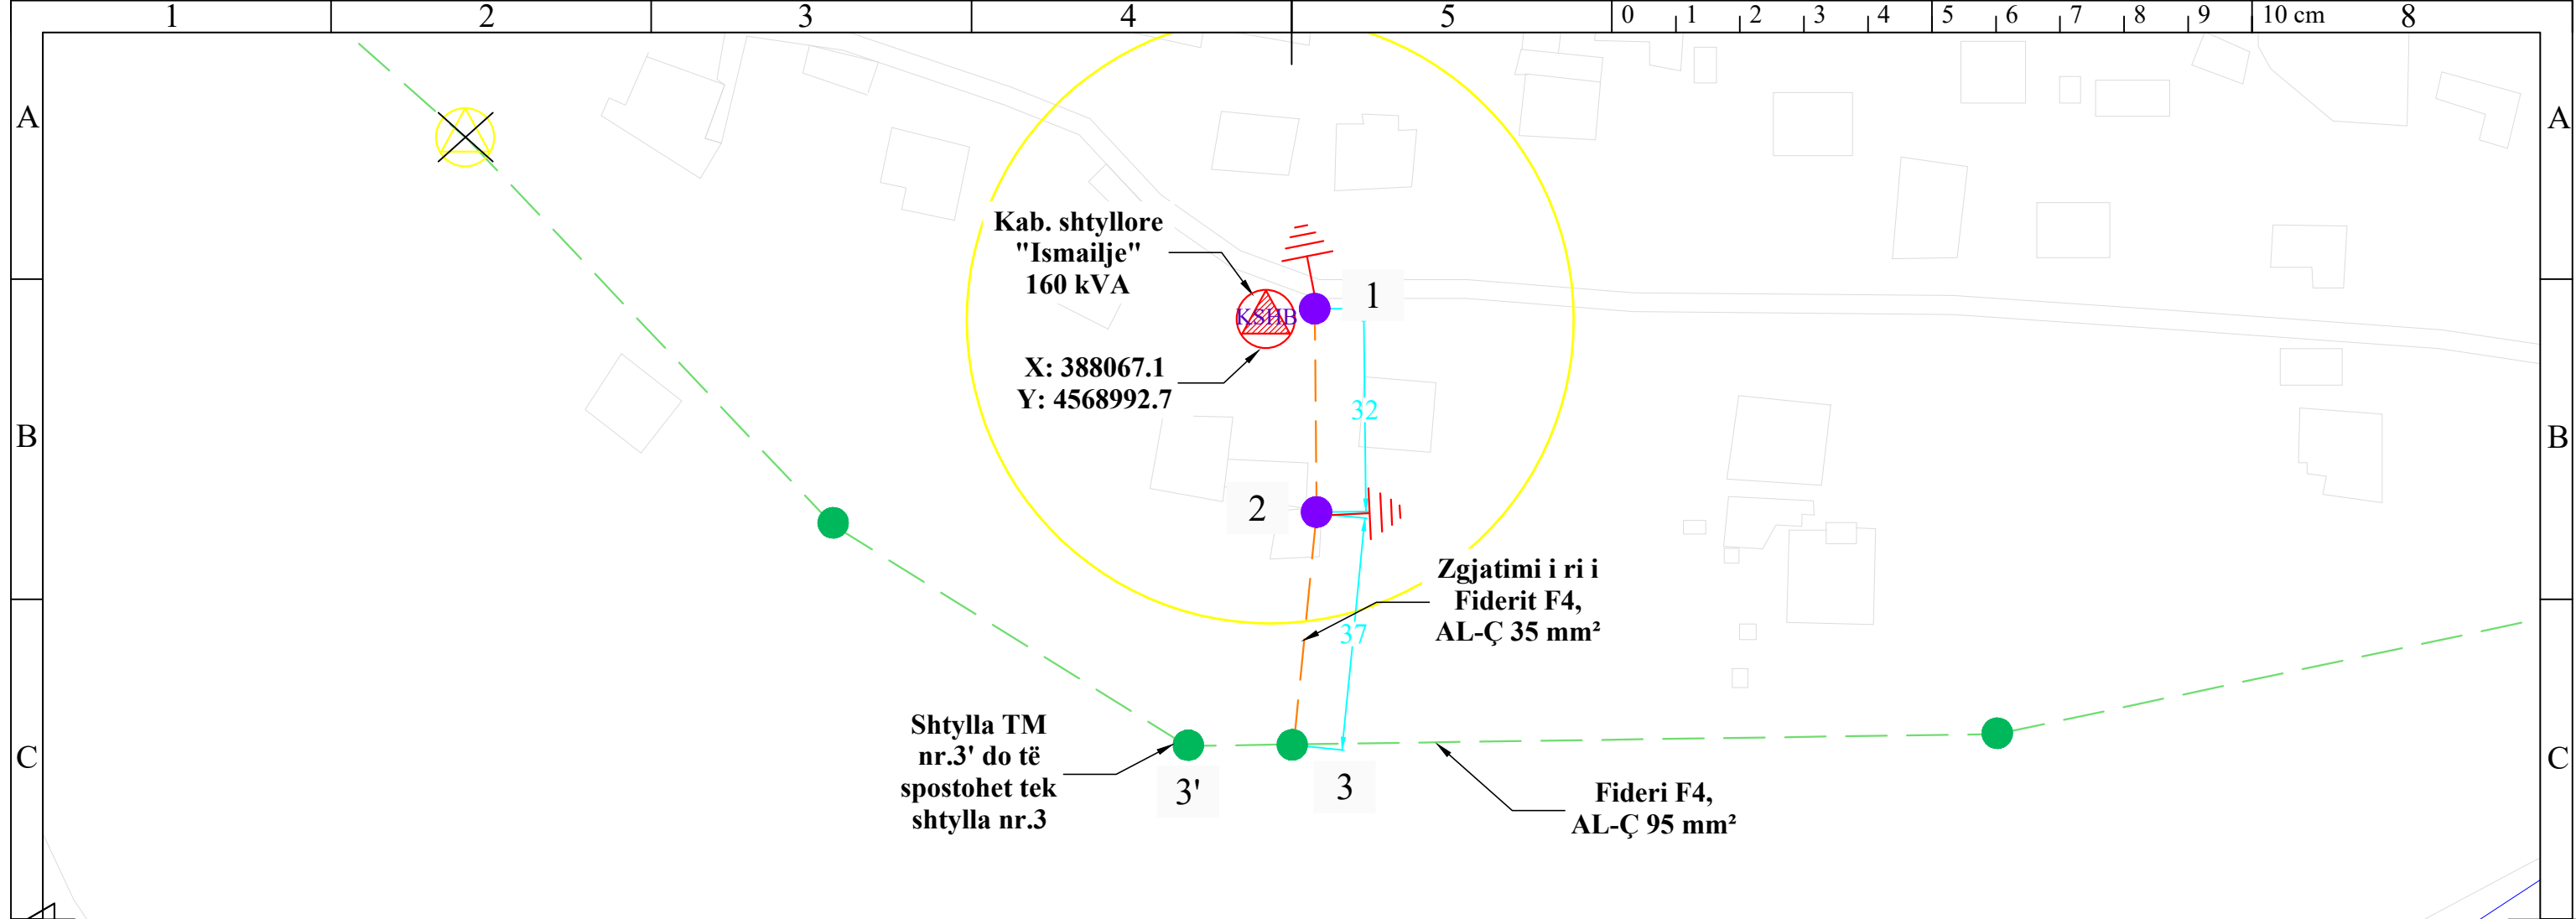 1
2
3
4
5
0
1
2
3
4
5
6
7
8
9
10 cm
8
A
A
Kab. shtyllore
"Ismailje"
160 kVA
KSHB
1
X: 388067.1
Y: 4568992.7
32
B
B
2
Zgjatimi i ri i
Fiderit F4,
AL-Ç 35 mm²
37
Shtylla TM
nr.3' do të
spostohet tek
shtylla nr.3
C
C
3'
3
Fideri F4,
AL-Ç 95 mm²